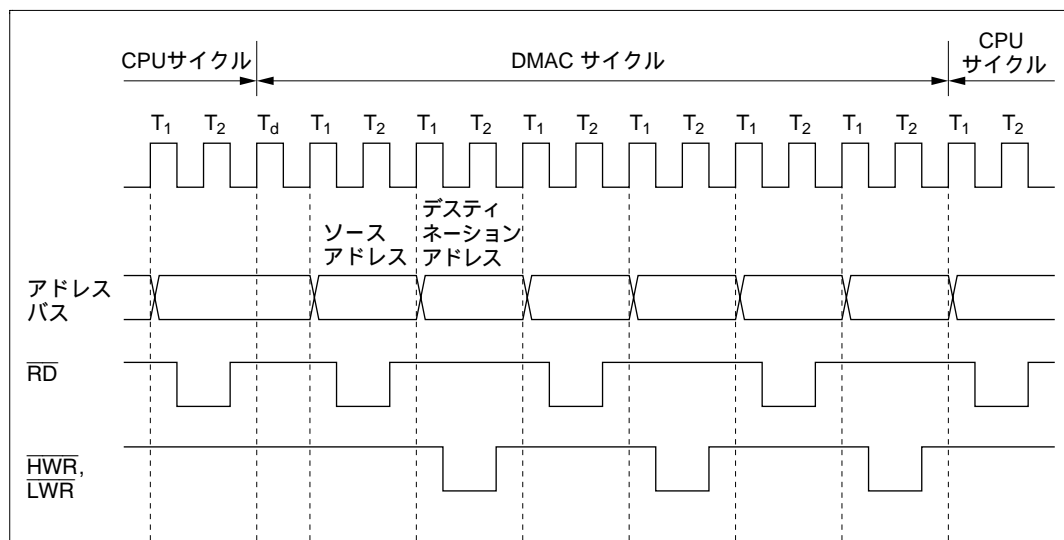 CPUサイクル DMAC サイクル CPU
サイクル
T1 T2 Td T1 T2 T1 T2 T1 T2 T1 T2 T1 T2 T1 T2 T1 T2
ソース
アドレス
デスティ
ネーション
アドレス
アドレス
バス
RD
HWR,
LWR